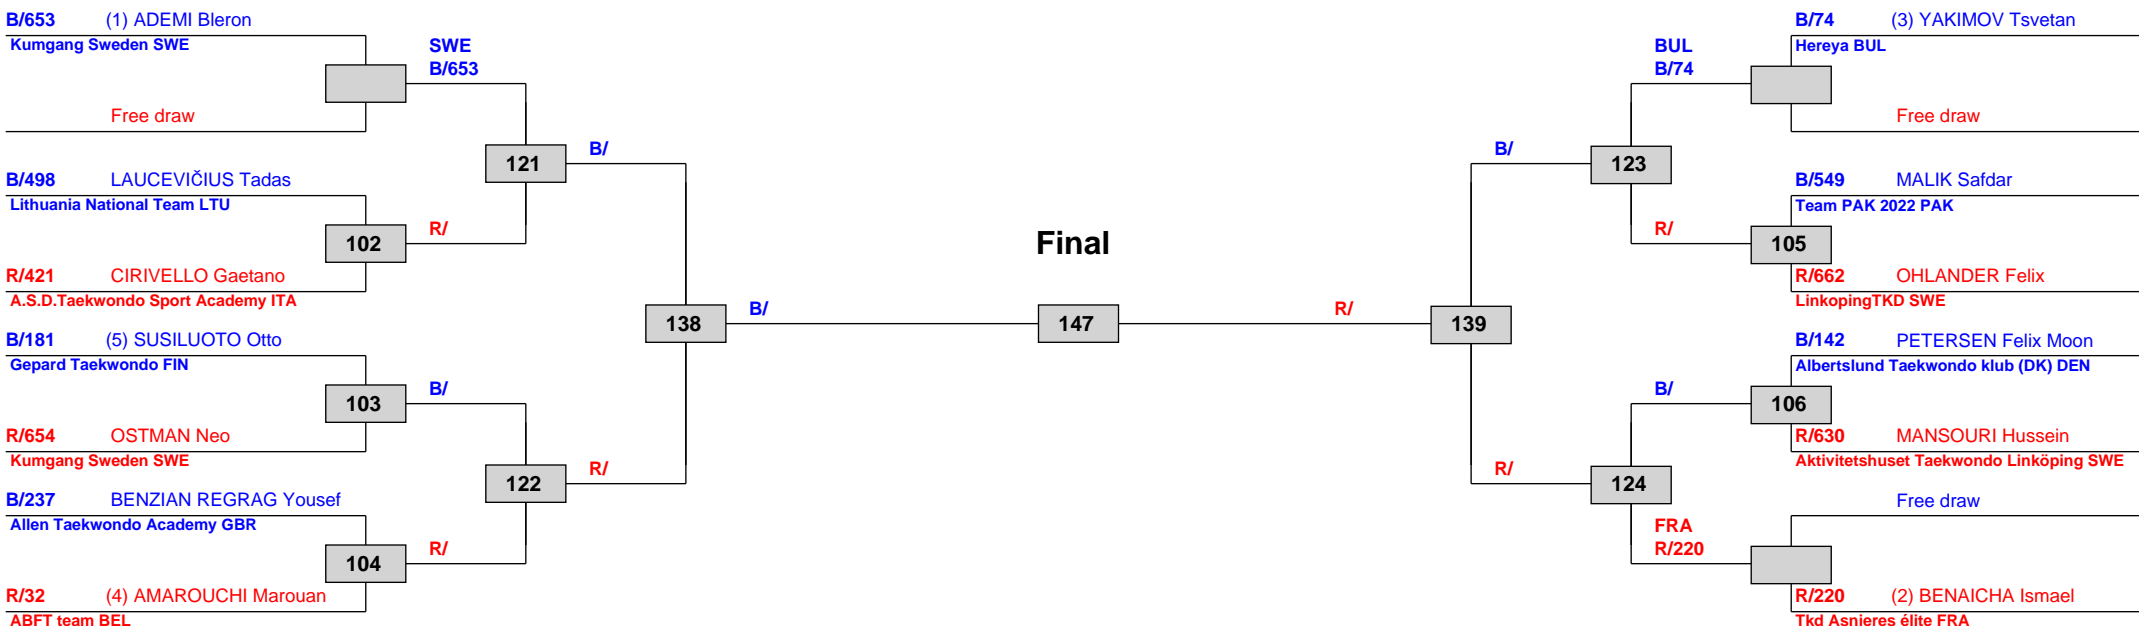 B/653 (1) ADEMI Bleron
Kumgang Sweden SWE
Free draw
B/498 LAUCEVIČIUS Tadas
Lithuania National Team LTU
R/421 CIRIVELLO Gaetano
A.S.D.Taekwondo Sport Academy ITA
B/181 (5) SUSILUOTO Otto
Gepard Taekwondo FIN
R/654 OSTMAN Neo
Kumgang Sweden SWE
B/237 BENZIAN REGRAG Yousef
Allen Taekwondo Academy GBR
R/32 (4) AMAROUCHI Marouan
ABFT team BEL
102
103
104
SWE
B/653
R/
B/
R/
121
122
B/
R/
138
B/
Final
147
R/
139
B/
R/
123
124
BUL
B/74
R/
B/
FRA
R/220
105
106
B/74 (3) YAKIMOV Tsvetan
Hereya BUL
Free draw
B/549 MALIK Safdar
Team PAK 2022 PAK
R/662 OHLANDER Felix
LinkopingTKD SWE
B/142 PETERSEN Felix Moon
Albertslund Taekwondo klub (DK) DEN
R/630 MANSOURI Hussein
Aktivitetshuset Taekwondo Linköping SWE
Free draw
R/220 (2) BENAICHA Ismael
Tkd Asnieres élite FRA